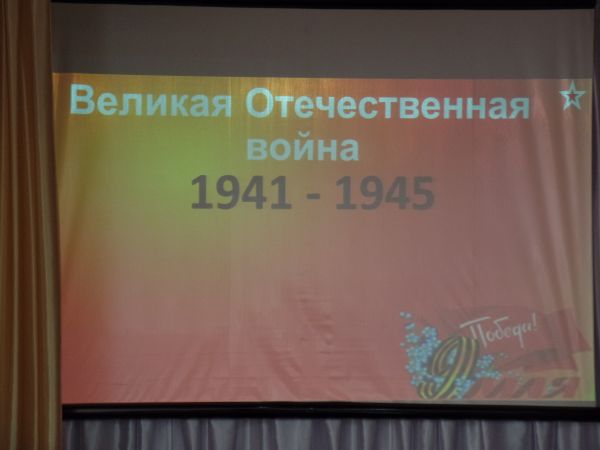 Великая Отечественная
война
1941 - 1945
Победа!
9 мая